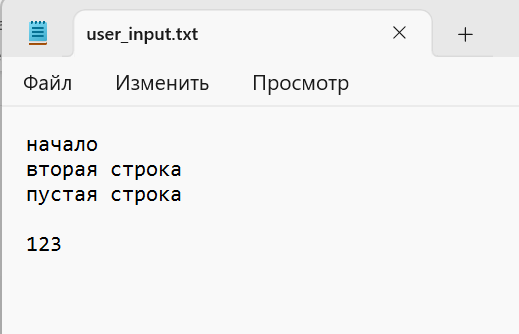 user_input.txt
Файл Изменить Просмотр
начало
вторая строка
пустая строка

123